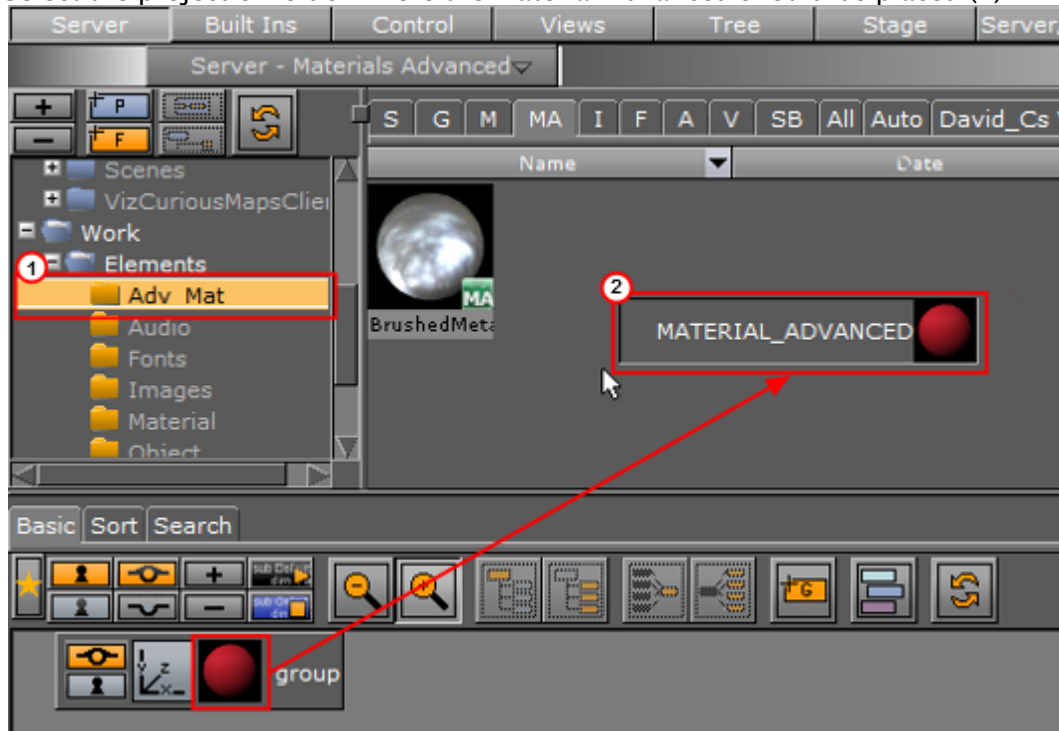 Server Built Ins Control Views Tree Stage Server/
Server - Materials Advanced
S G M MA I F A V SB All Auto David_Cs
P
F
Name Date
Scenes
VizCuriousMapsClie
Work
Elements
1
Adv_Mat
Audio
Fonts
Images
Material
Object
MA
BrushedMeta
2
MATERIAL_ADVANCED
Basic Sort Search
G
y z x
group